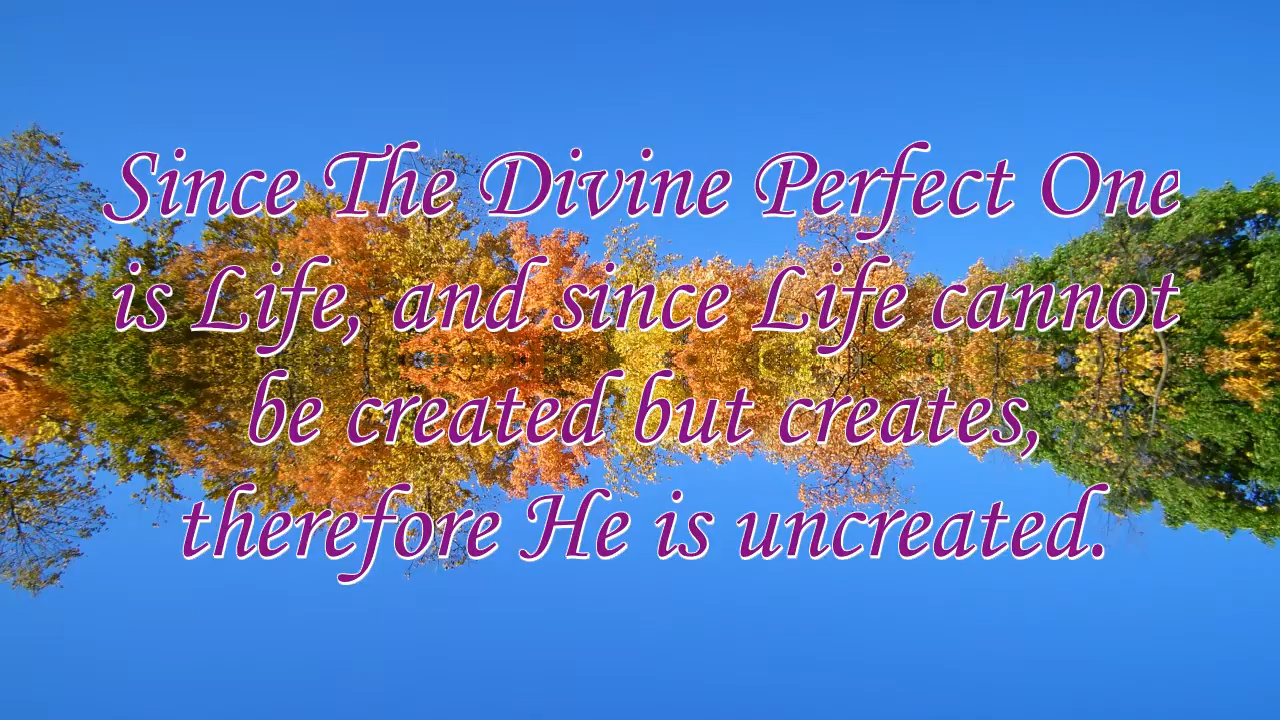 Since The Divine Perfect One
is Life, and since Life cannot
be created but creates,
therefore He is uncreated.